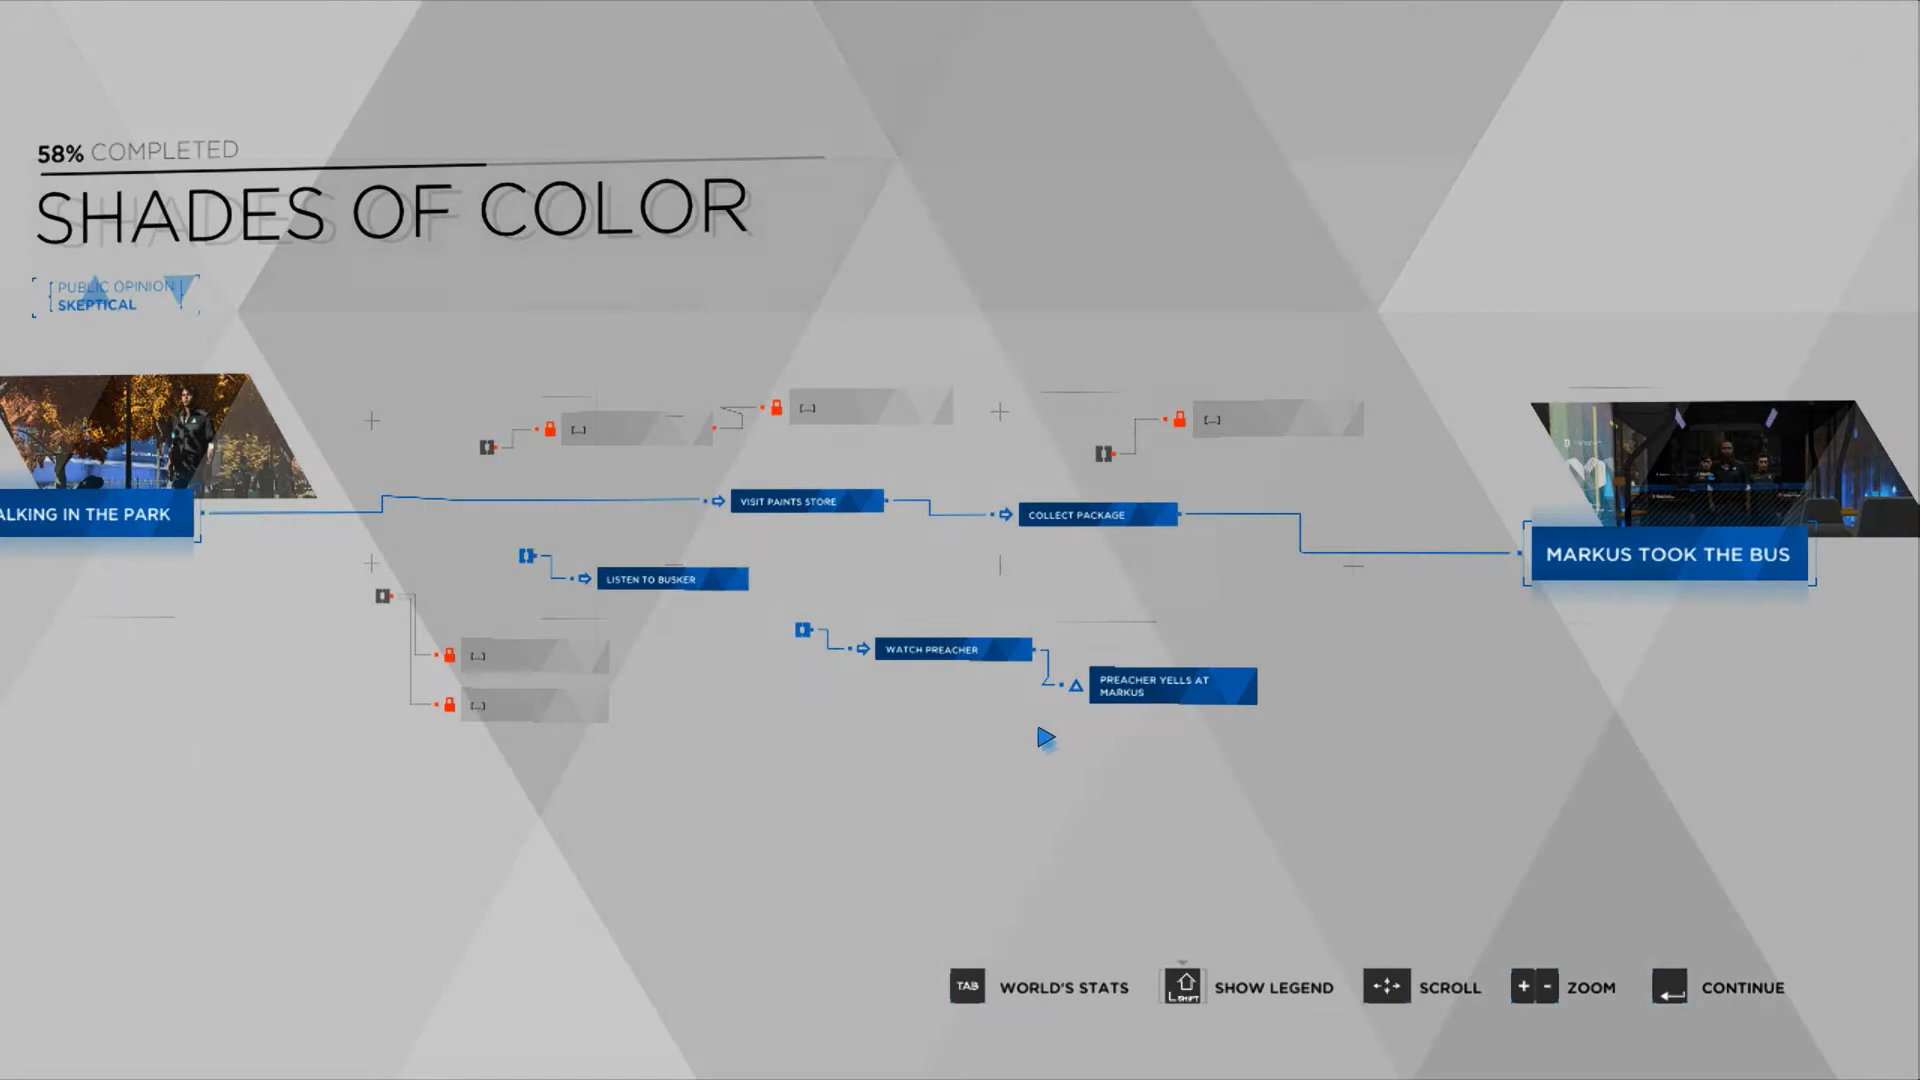 58% COMPLETED
SHADES OF COLOR
PUBLIC OPINION
SKEPTICAL
[...]
[...]
[...]
ALKING IN THE PARK
VISIT PAINTS STORE
COLLECT PACKAGE
MARKUS TOOK THE BUS
LISTEN TO BUSKER
WATCH PREACHER
[...]
PREACHER YELLS AT
MARKUS
[...]
TAB WORLD'S STATS
L SHIFT SHOW LEGEND
SCROLL
+ - ZOOM
CONTINUE